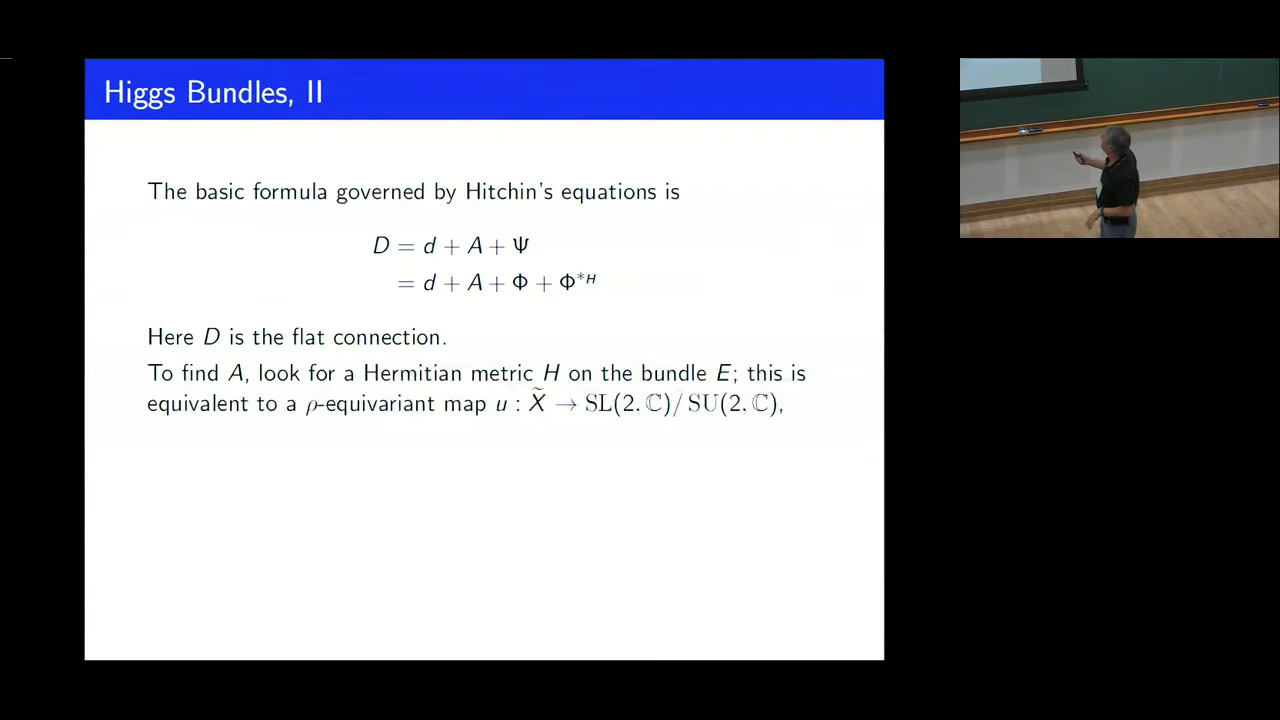 Higgs Bundles, II
The basic formula governed by Hitchin's equations is
D = d + A + Ψ
= d + A + Φ + Φ^{*H}
Here D is the flat connection.
To find A, look for a Hermitian metric H on the bundle E; this is
equivalent to a ρ-equivariant map u : X̃ → SL(2.ℂ)/ SU(2.ℂ),